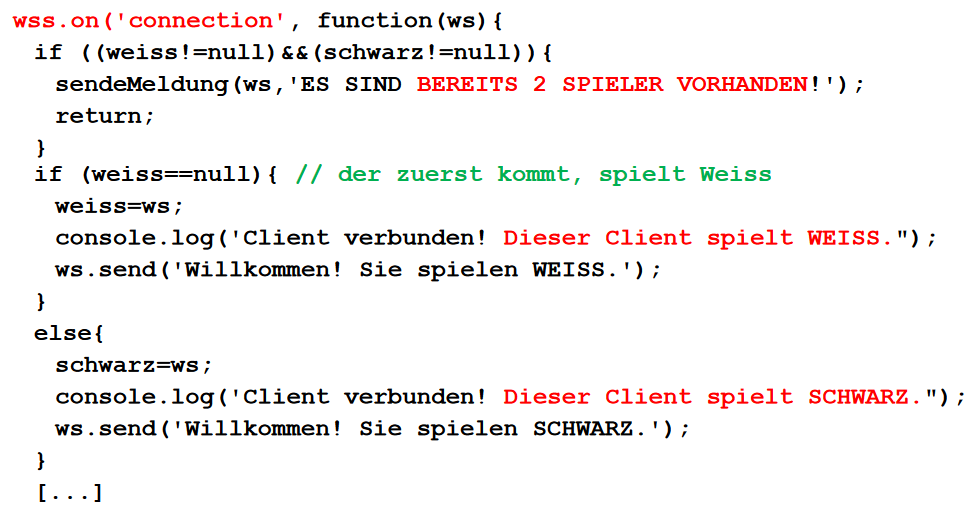 wss.on('connection', function(ws){
if ((weiss!=null)&&(schwarz!=null)){
sendeMeldung(ws,'ES SIND BEREITS 2 SPIELER VORHANDEN!');
return;
}
if (weiss==null){ // der zuerst kommt, spielt Weiss
weiss=ws;
console.log('Client verbunden! Dieser Client spielt WEISS.");
ws.send('Willkommen! Sie spielen WEISS.');
}
else{
schwarz=ws;
console.log('Client verbunden! Dieser Client spielt SCHWARZ.");
ws.send('Willkommen! Sie spielen SCHWARZ.');
}
[...]